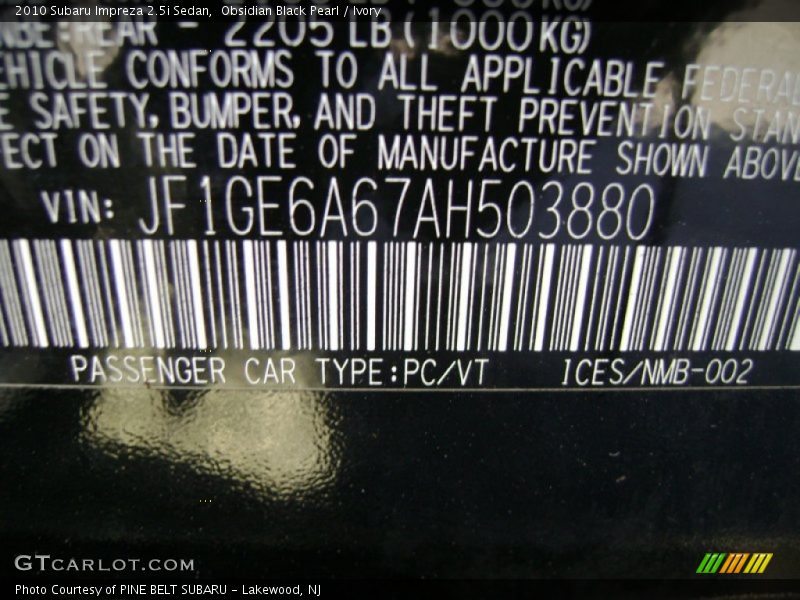 2010 Subaru Impreza 2.5i Sedan,  Obsidian Black Pearl / Ivory
REAR - 2205 LB (1000KG)
EHICLE CONFORMS TO ALL APPLICABLE FEDERAL
E SAFETY, BUMPER, AND THEFT PREVENTION STAN
ECT ON THE DATE OF MANUFACTURE SHOWN ABOVE
VIN: JF1GE6A67AH503880
PASSENGER CAR TYPE:PC/VT ICES/NMB-002
GTCARLOT.COM
Photo Courtesy of PINE BELT SUBARU - Lakewood, NJ